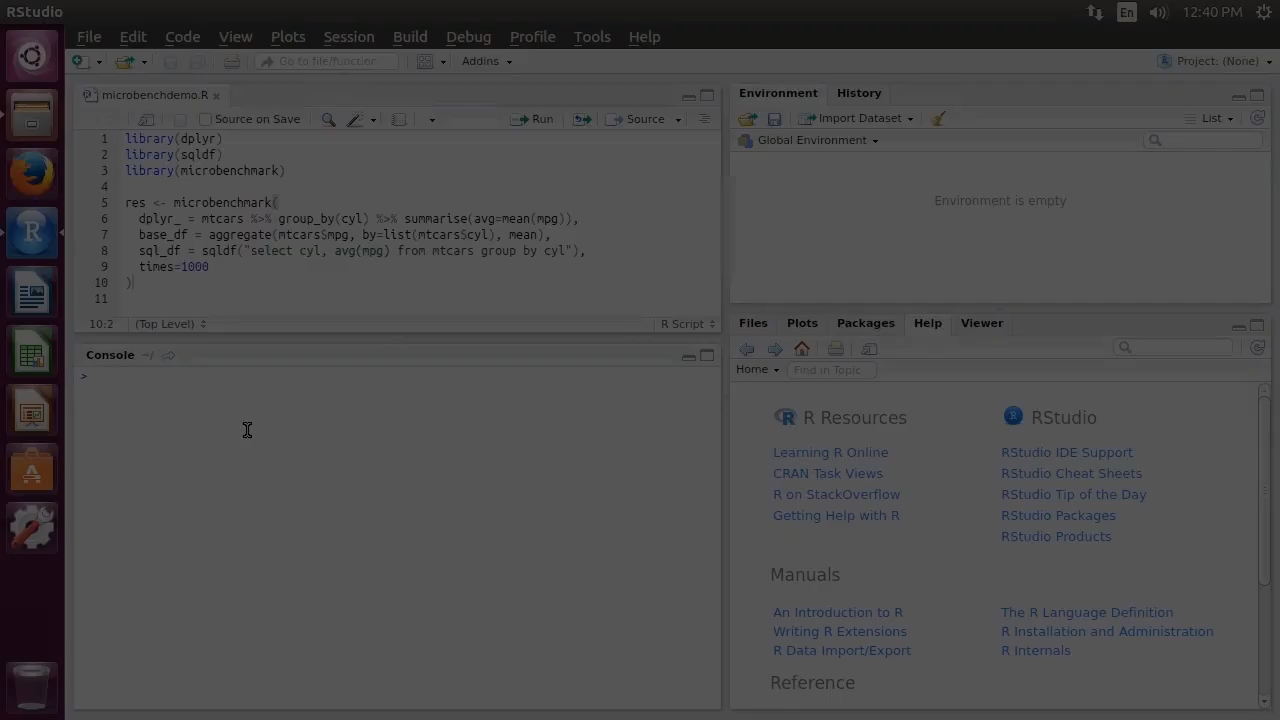 RStudio
En
12:40 PM
File Edit Code View Plots Session Build Debug Profile Tools Help
Go to file/function
Addins
Project: (None)
microbenchdemo.R
Source on Save
Run
Source
1 library(dplyr)
2 library(sqldf)
3 library(microbenchmark)
4
5 res <- microbenchmark(
6 dplyr_ = mtcars %>% group_by(cyl) %>% summarise(avg=mean(mpg)),
7 base_df = aggregate(mtcars$mpg, by=list(mtcars$cyl), mean),
8 sql_df = sqldf("select cyl, avg(mpg) from mtcars group by cyl"),
9 times=1000
10 )
11
10:2 (Top Level) R Script
Console ~/
>
Environment History
Import Dataset
List
Global Environment
Environment is empty
Files Plots Packages Help Viewer
Home
Find in Topic
R Resources
Learning R Online
CRAN Task Views
R on StackOverflow
Getting Help with R
RStudio
RStudio IDE Support
RStudio Cheat Sheets
RStudio Tip of the Day
RStudio Packages
RStudio Products
Manuals
An Introduction to R
Writing R Extensions
R Data Import/Export
The R Language Definition
R Installation and Administration
R Internals
Reference